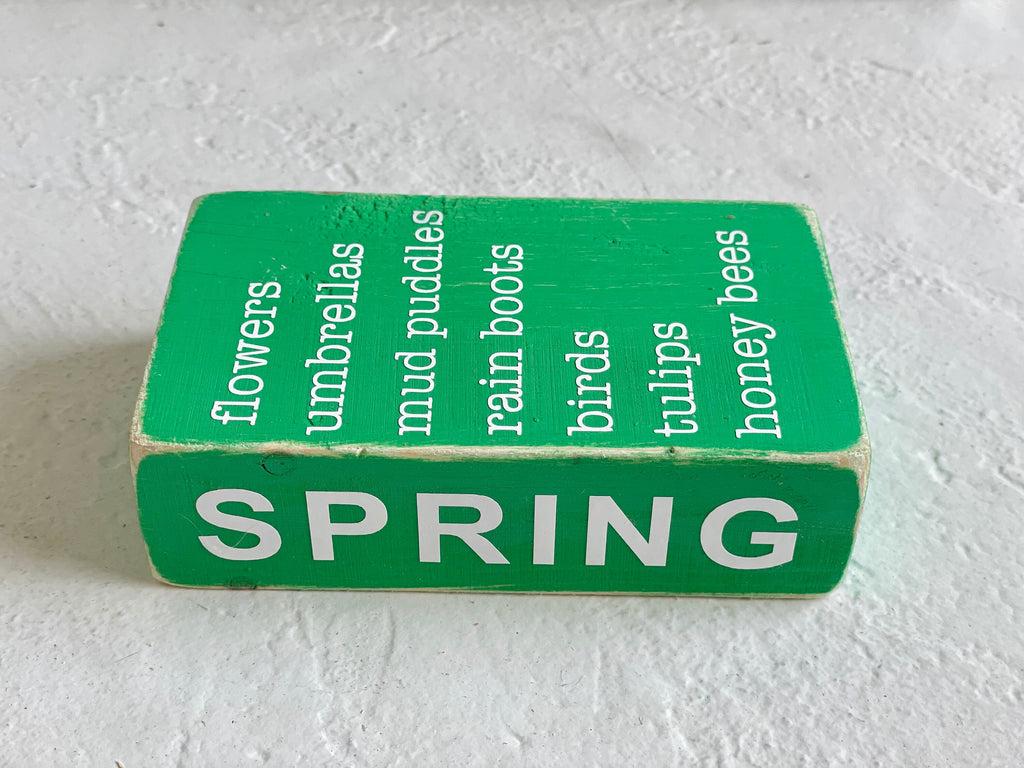 flowers
umbrellas
mud puddles
rain boots
birds
tulips
honey bees
SPRING